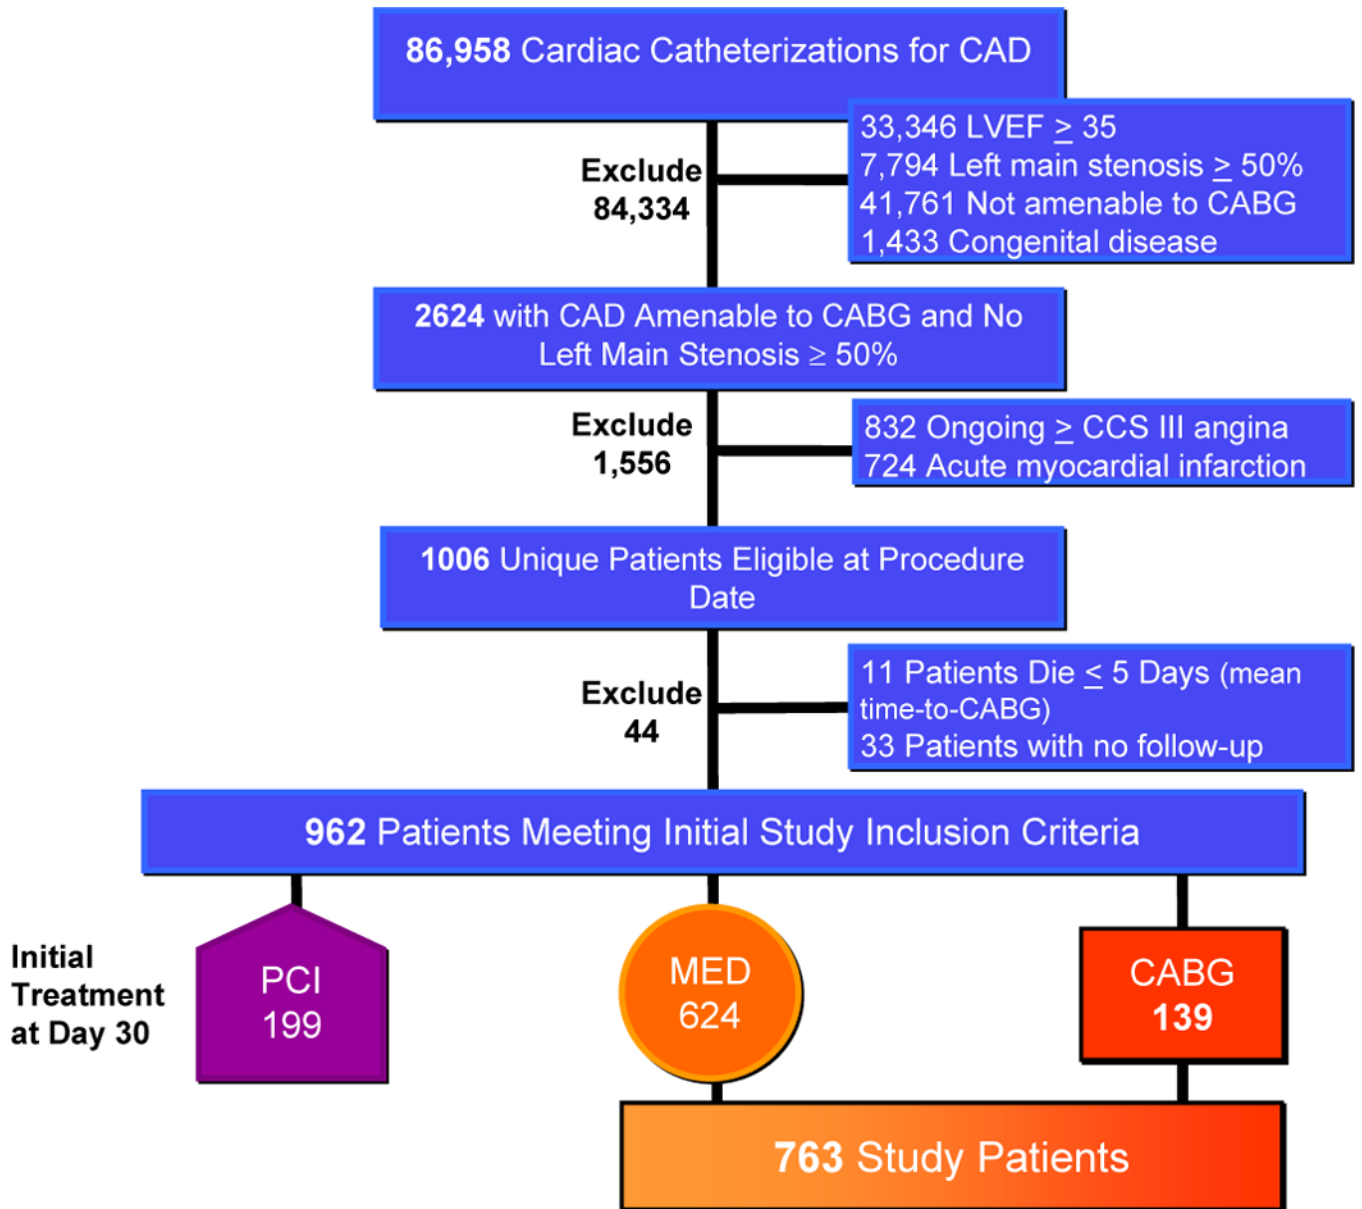 86,958 Cardiac Catheterizations for CAD
33,346 LVEF ≥ 35
7,794 Left main stenosis ≥ 50%
41,761 Not amenable to CABG
1,433 Congenital disease
Exclude
84,334
2624 with CAD Amenable to CABG and No
Left Main Stenosis ≥ 50%
Exclude
1,556
832 Ongoing ≥ CCS III angina
724 Acute myocardial infarction
1006 Unique Patients Eligible at Procedure
Date
Exclude
44
11 Patients Die ≤ 5 Days (mean
time-to-CABG)
33 Patients with no follow-up
962 Patients Meeting Initial Study Inclusion Criteria
Initial
Treatment
at Day 30
PCI
199
MED
624
CABG
139
763 Study Patients